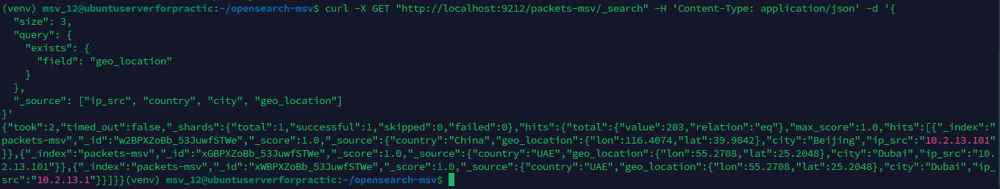 (venv) msv_12@ubuntuserverforpractic:~/opensearch-msv$ curl -X GET "http://localhost:9212/packets-msv/_search" -H 'Content-Type: application/json' -d '{
  "size": 3,
  "query": {
    "exists": {
      "field": "geo_location"
    }
  },
  "_source": ["ip_src", "country", "city", "geo_location"]
}'
{"took":2,"timed_out":false,"_shards":{"total":1,"successful":1,"skipped":0,"failed":0},"hits":{"total":{"value":203,"relation":"eq"},"max_score":1.0,"hits":[{"_index":"
packets-msv","_id":"w2BPXZoBb_53JuwfSTWe","_score":1.0,"_source":{"country":"China","geo_location":{"lon":116.4074,"lat":39.9042},"city":"Beijing","ip_src":"10.2.13.101"
}},{"_index":"packets-msv","_id":"xGBPXZoBb_53JuwfSTWe","_score":1.0,"_source":{"country":"UAE","geo_location":{"lon":55.2708,"lat":25.2048},"city":"Dubai","ip_src":"10.
2.13.101"}},{"_index":"packets-msv","_id":"xWBPXZoBb_53JuwfSTWe","_score":1.0,"_source":{"country":"UAE","geo_location":{"lon":55.2708,"lat":25.2048},"city":"Dubai","ip_
src":"10.2.13.1"}}]}}(venv) msv_12@ubuntuserverforpractic:~/opensearch-msv$